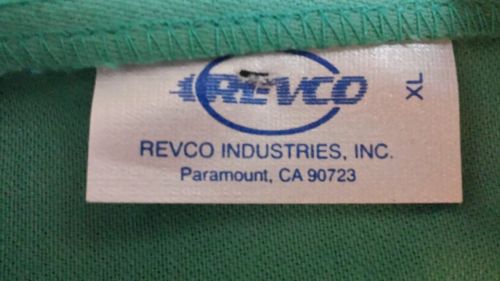 REVCO
XL
REVCO INDUSTRIES, INC.
Paramount, CA 90723